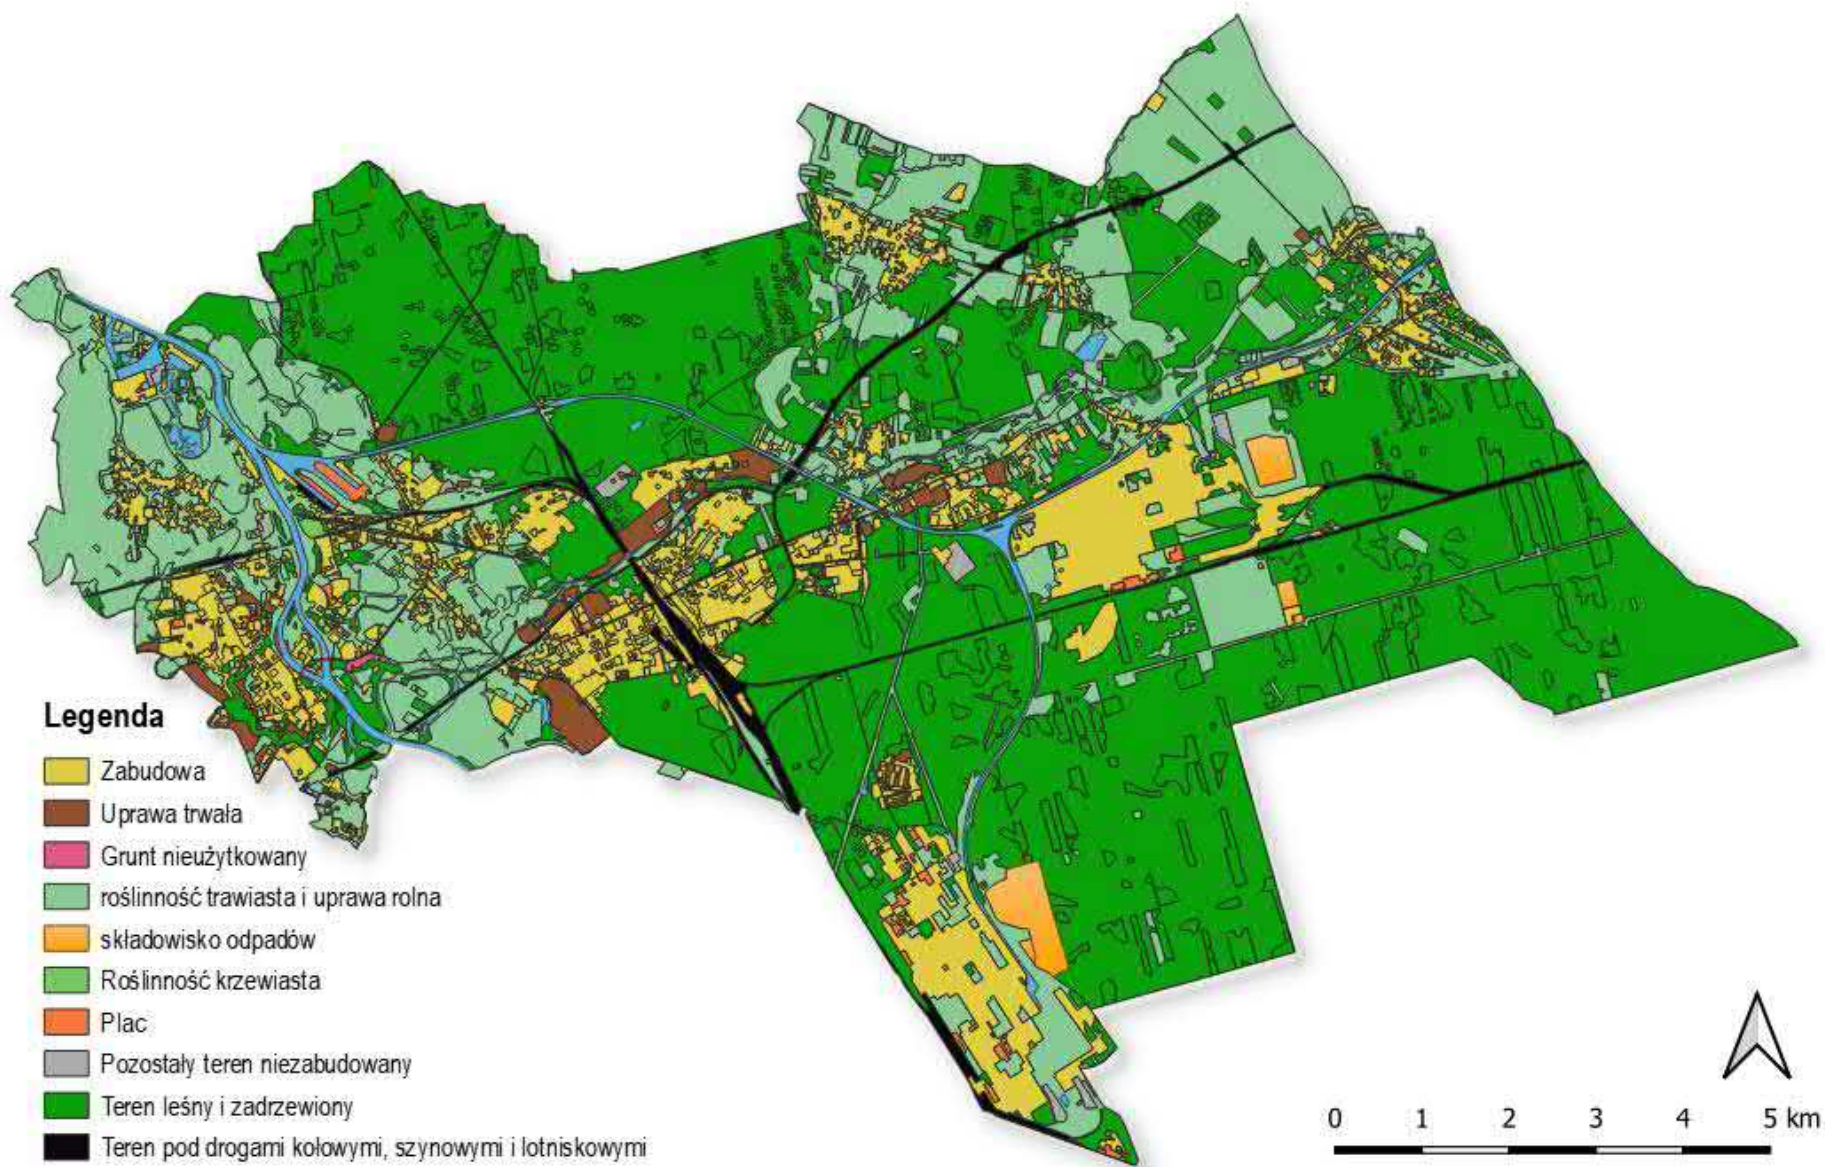 Legenda
Zabudowa
Uprawa trwała
Grunt nieużytkowany
roślinność trawiasta i uprawa rolna
składowisko odpadów
Roślinność krzewiasta
Plac
Pozostały teren niezabudowany
Teren leśny i zadrzewiony
Teren pod drogami kołowymi, szynowymi i lotniskowymi
0 1 2 3 4 5 km